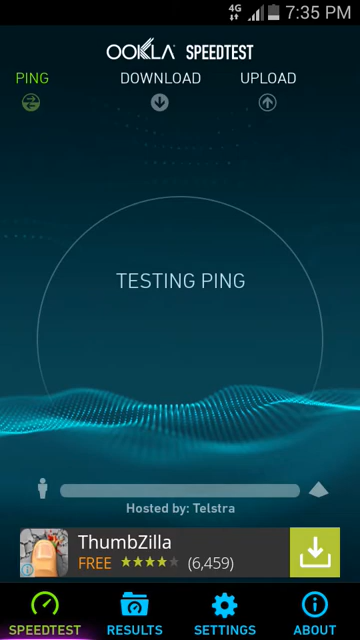 4G 7:35 PM
OOKLA SPEEDTEST
PING DOWNLOAD UPLOAD
TESTING PING
Hosted by: Telstra
ThumbZilla
FREE (6,459)
SPEEDTEST RESULTS SETTINGS ABOUT